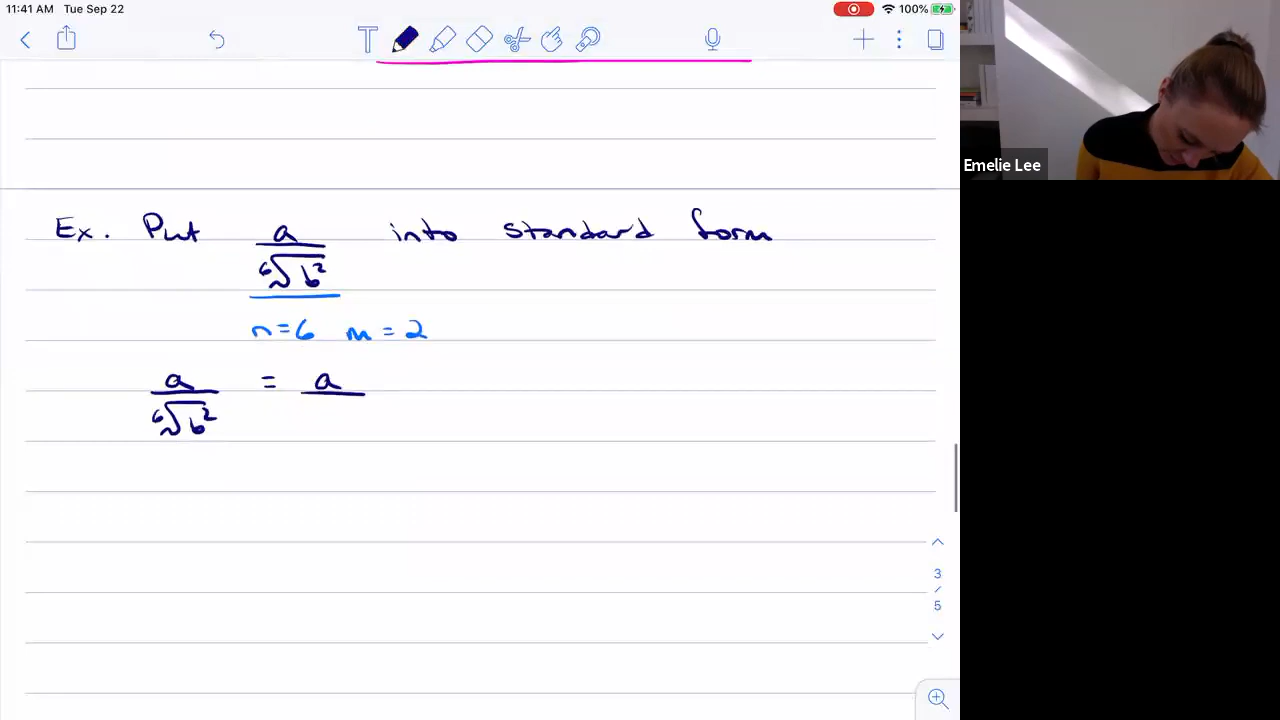 11:41 AM Tue Sep 22 100%
T
Emelie Lee
Ex. Put a/⁶√b² into standard form
n=6 m=2
a/⁶√b² = a
3
/
5